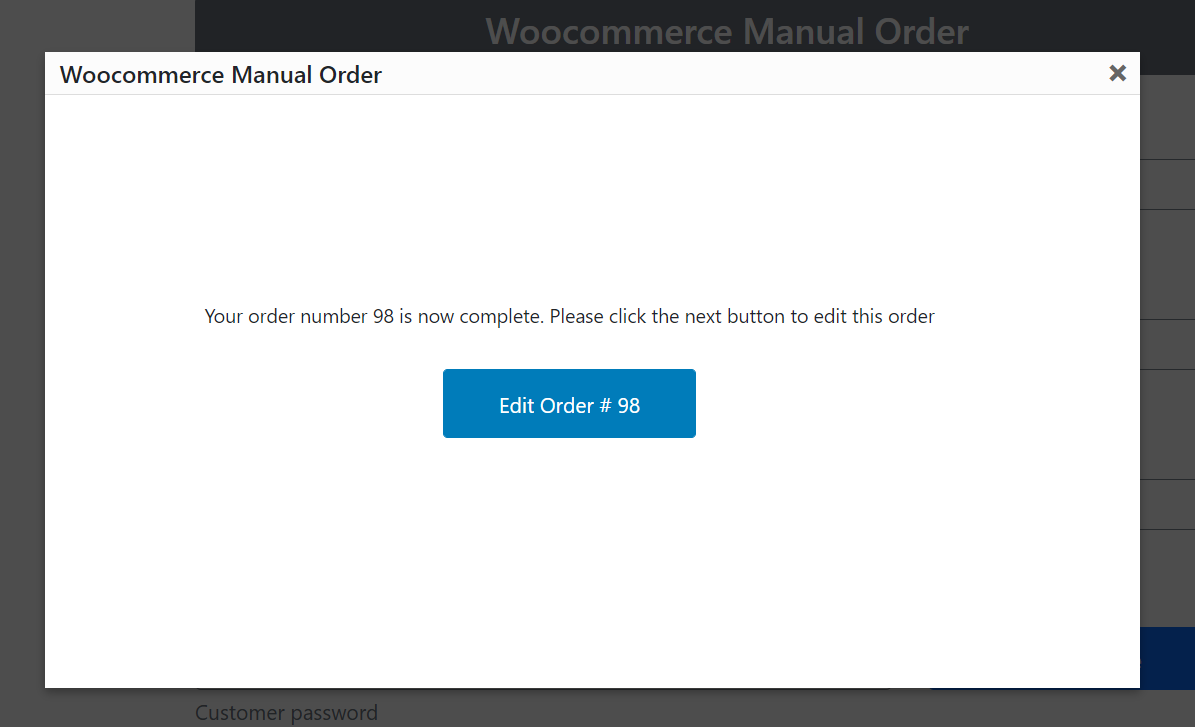 Woocommerce Manual Order
Woocommerce Manual Order
Your order number 98 is now complete. Please click the next button to edit this order
Edit Order # 98
Customer password